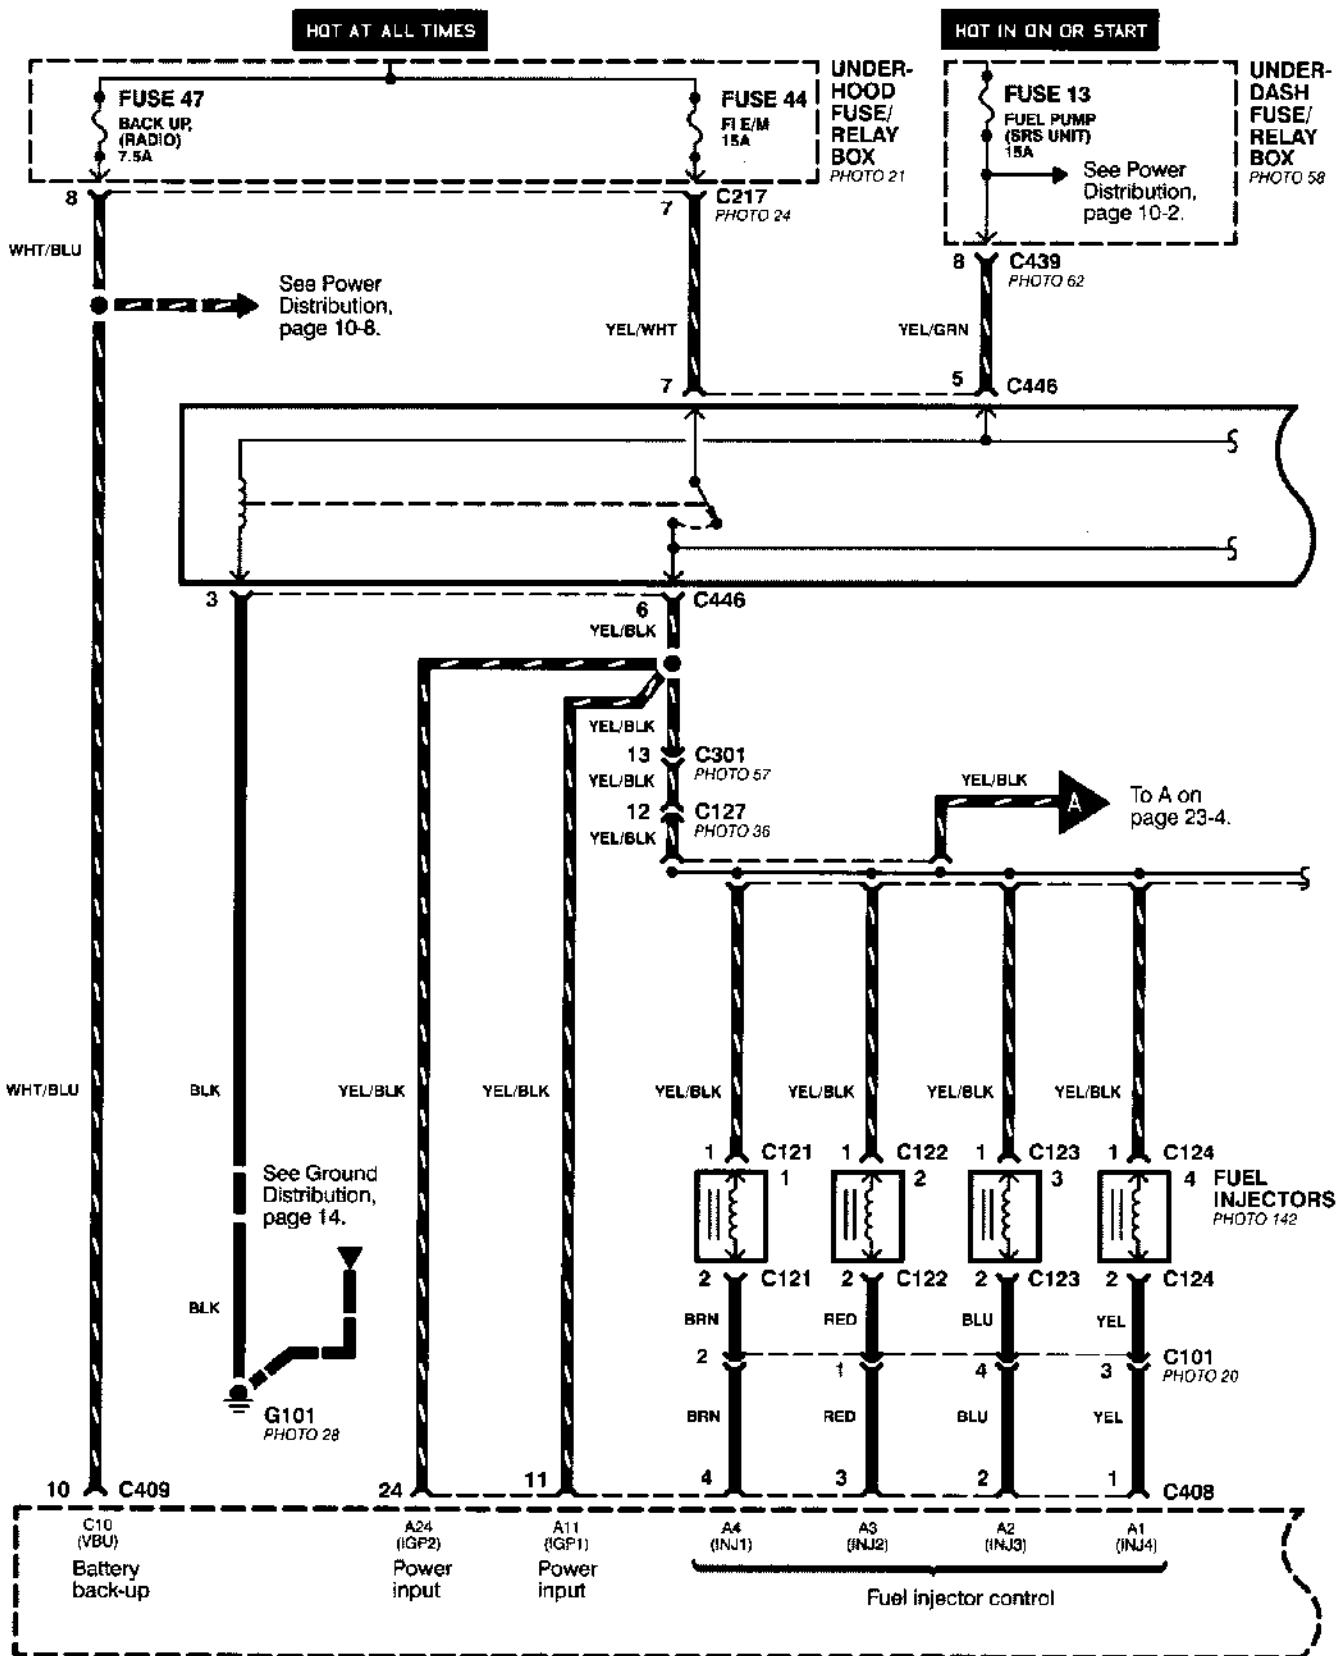 HOT AT ALL TIMES
HOT IN ON OR START
FUSE 47
BACK UP,
(RADIO)
7.5A
FUSE 44
FI E/M
15A
UNDER-
HOOD
FUSE/
RELAY
BOX
PHOTO 21
FUSE 13
FUEL PUMP
(SRS UNIT)
15A
See Power
Distribution,
page 10-2.
UNDER-
DASH
FUSE/
RELAY
BOX
PHOTO 58
8
7
C217
PHOTO 24
8
C439
PHOTO 62
WHT/BLU
See Power
Distribution,
page 10-8.
YEL/WHT
YEL/GRN
7
5
C446
3
6
C446
YEL/BLK
YEL/BLK
13
C301
PHOTO 57
YEL/BLK
12
C127
PHOTO 36
YEL/BLK
YEL/BLK
A
To A on
page 23-4.
WHT/BLU
BLK
YEL/BLK
YEL/BLK
YEL/BLK
YEL/BLK
YEL/BLK
YEL/BLK
1
C121
1
C122
1
C123
1
C124
1
2
3
4
FUEL
INJECTORS
PHOTO 142
See Ground
Distribution,
page 14.
2
C121
2
C122
2
C123
2
C124
BLK
BRN
RED
BLU
YEL
2
1
4
3
C101
PHOTO 20
G101
PHOTO 28
BRN
RED
BLU
YEL
10
C409
24
11
4
3
2
1
C408
C10
(VBU)
Battery
back-up
A24
(IGP2)
Power
input
A11
(IGP1)
Power
input
A4
(INJ1)
A3
(INJ2)
A2
(INJ3)
A1
(INJ4)
Fuel injector control